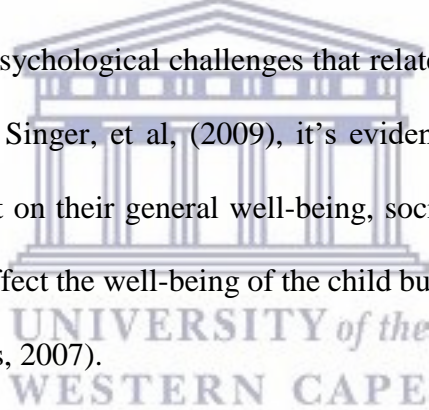 sychological challenges that relate
Singer, et al, (2009), it’s eviden
t on their general well-being, soci
ffect the well-being of the child bu
UNIVERSITY of the
s, 2007).
WESTERN CAPE